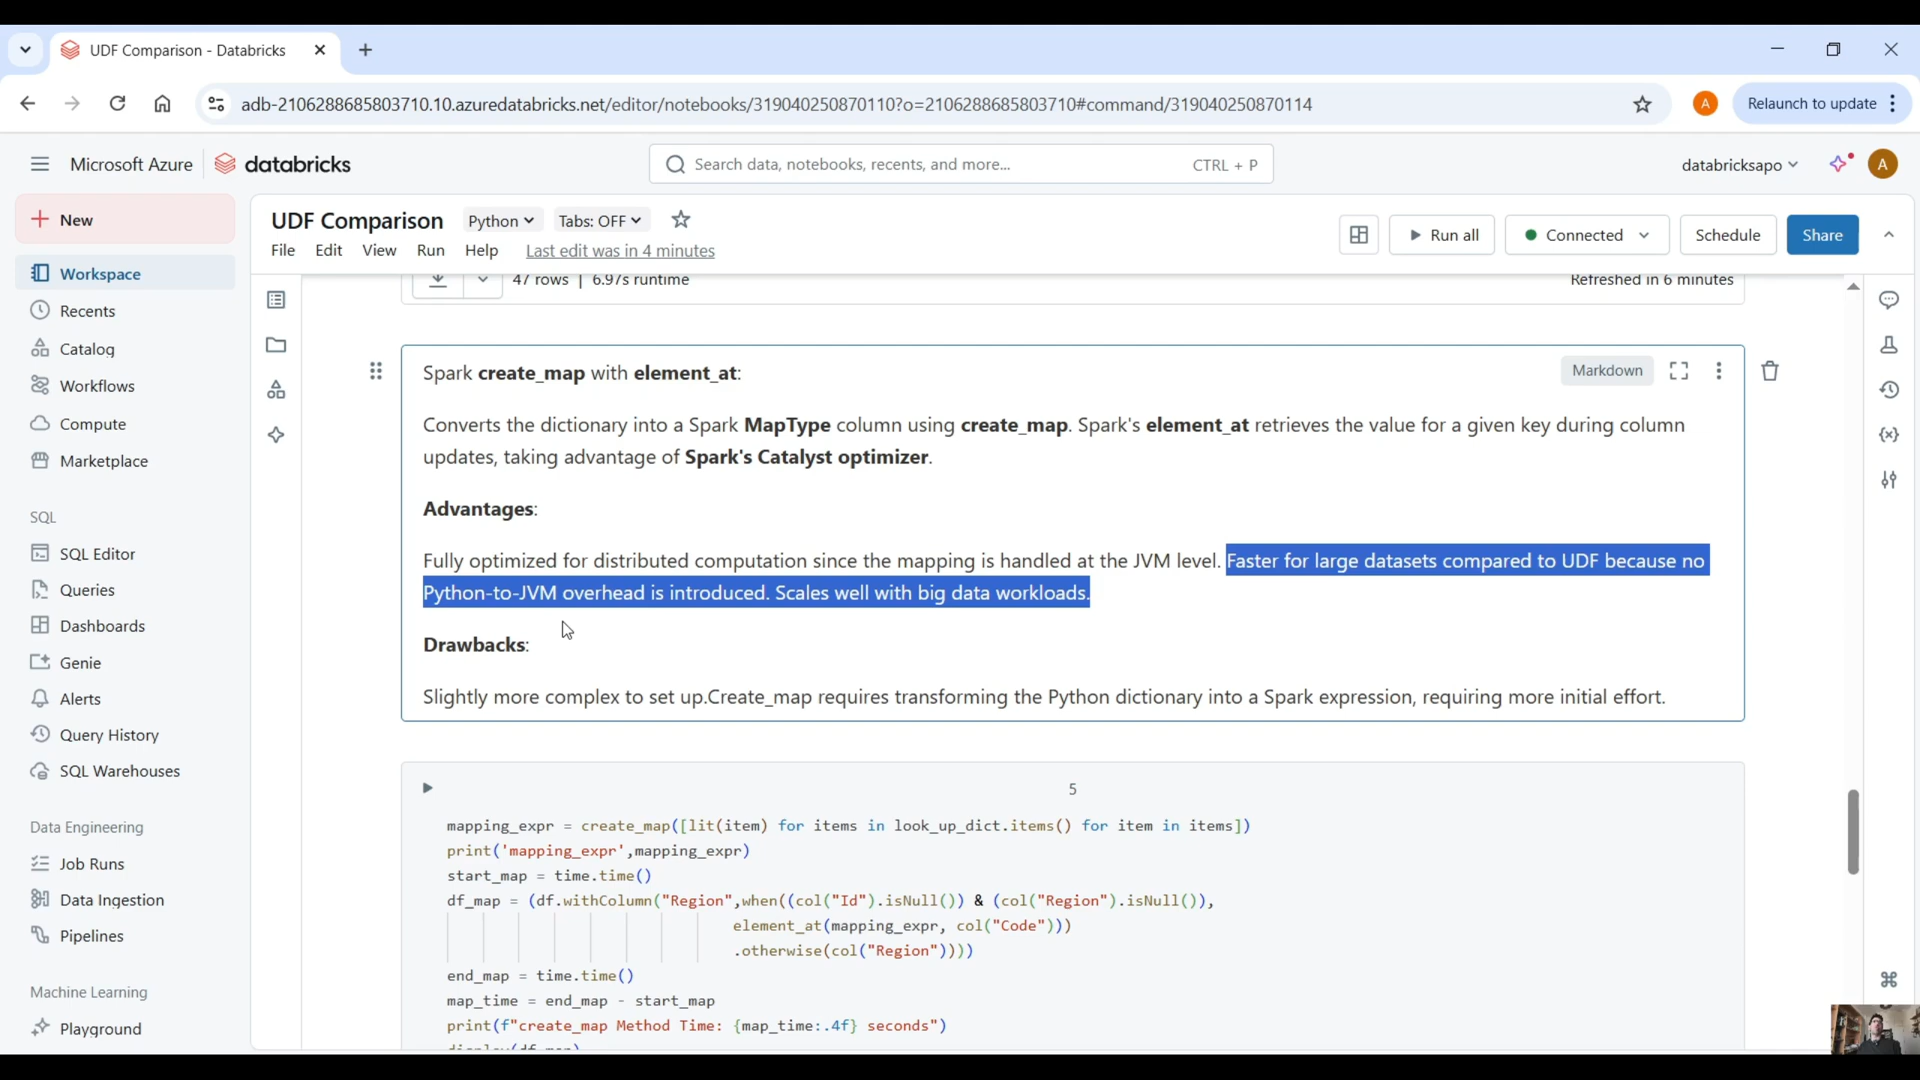 UDF Comparison - Databricks
adb-2106288685803710.10.azuredatabricks.net/editor/notebooks/319040250870110?o=2106288685803710#command/319040250870114
A
Relaunch to update
Microsoft Azure
databricks
Search data, notebooks, recents, and more...
CTRL + P
databricksapo
A
New
Workspace
Recents
Catalog
Workflows
Compute
Marketplace
SQL
SQL Editor
Queries
Dashboards
Genie
Alerts
Query History
SQL Warehouses
Data Engineering
Job Runs
Data Ingestion
Pipelines
Machine Learning
Playground
UDF Comparison
Python
Tabs: OFF
File Edit View Run Help
Last edit was in 4 minutes
Run all
Connected
Schedule
Share
47 rows | 6.97s runtime
Refreshed in 6 minutes
Markdown
Spark create_map with element_at:
Converts the dictionary into a Spark MapType column using create_map. Spark's element_at retrieves the value for a given key during column
updates, taking advantage of Spark's Catalyst optimizer.
Advantages:
Fully optimized for distributed computation since the mapping is handled at the JVM level. Faster for large datasets compared to UDF because no
Python-to-JVM overhead is introduced. Scales well with big data workloads.
Drawbacks:
Slightly more complex to set up.Create_map requires transforming the Python dictionary into a Spark expression, requiring more initial effort.
5
mapping_expr = create_map([lit(item) for items in look_up_dict.items() for item in items])
print('mapping_expr',mapping_expr)
start_map = time.time()
df_map = (df.withColumn("Region",when((col("Id").isNull()) & (col("Region").isNull()),
element_at(mapping_expr, col("Code")))
.otherwise(col("Region"))))
end_map = time.time()
map_time = end_map - start_map
print(f"create_map Method Time: {map_time:.4f} seconds")
display(df_map)